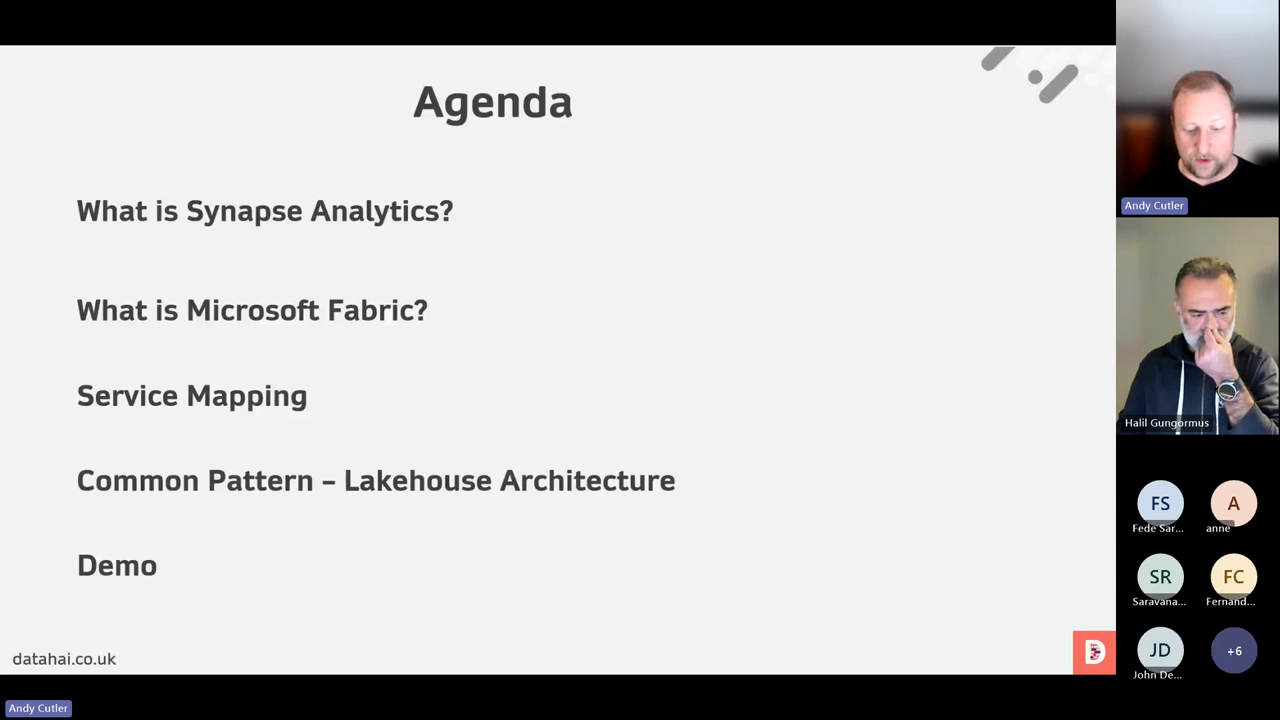 Agenda
What is Synapse Analytics?
What is Microsoft Fabric?
Service Mapping
Common Pattern – Lakehouse Architecture
Demo
datahai.co.uk
D
Andy Cutler
Andy Cutler
Halil Gungormus
FS
Fede Sar...
A
anne
SR
Saravana...
FC
Fernand...
JD
John De...
+6